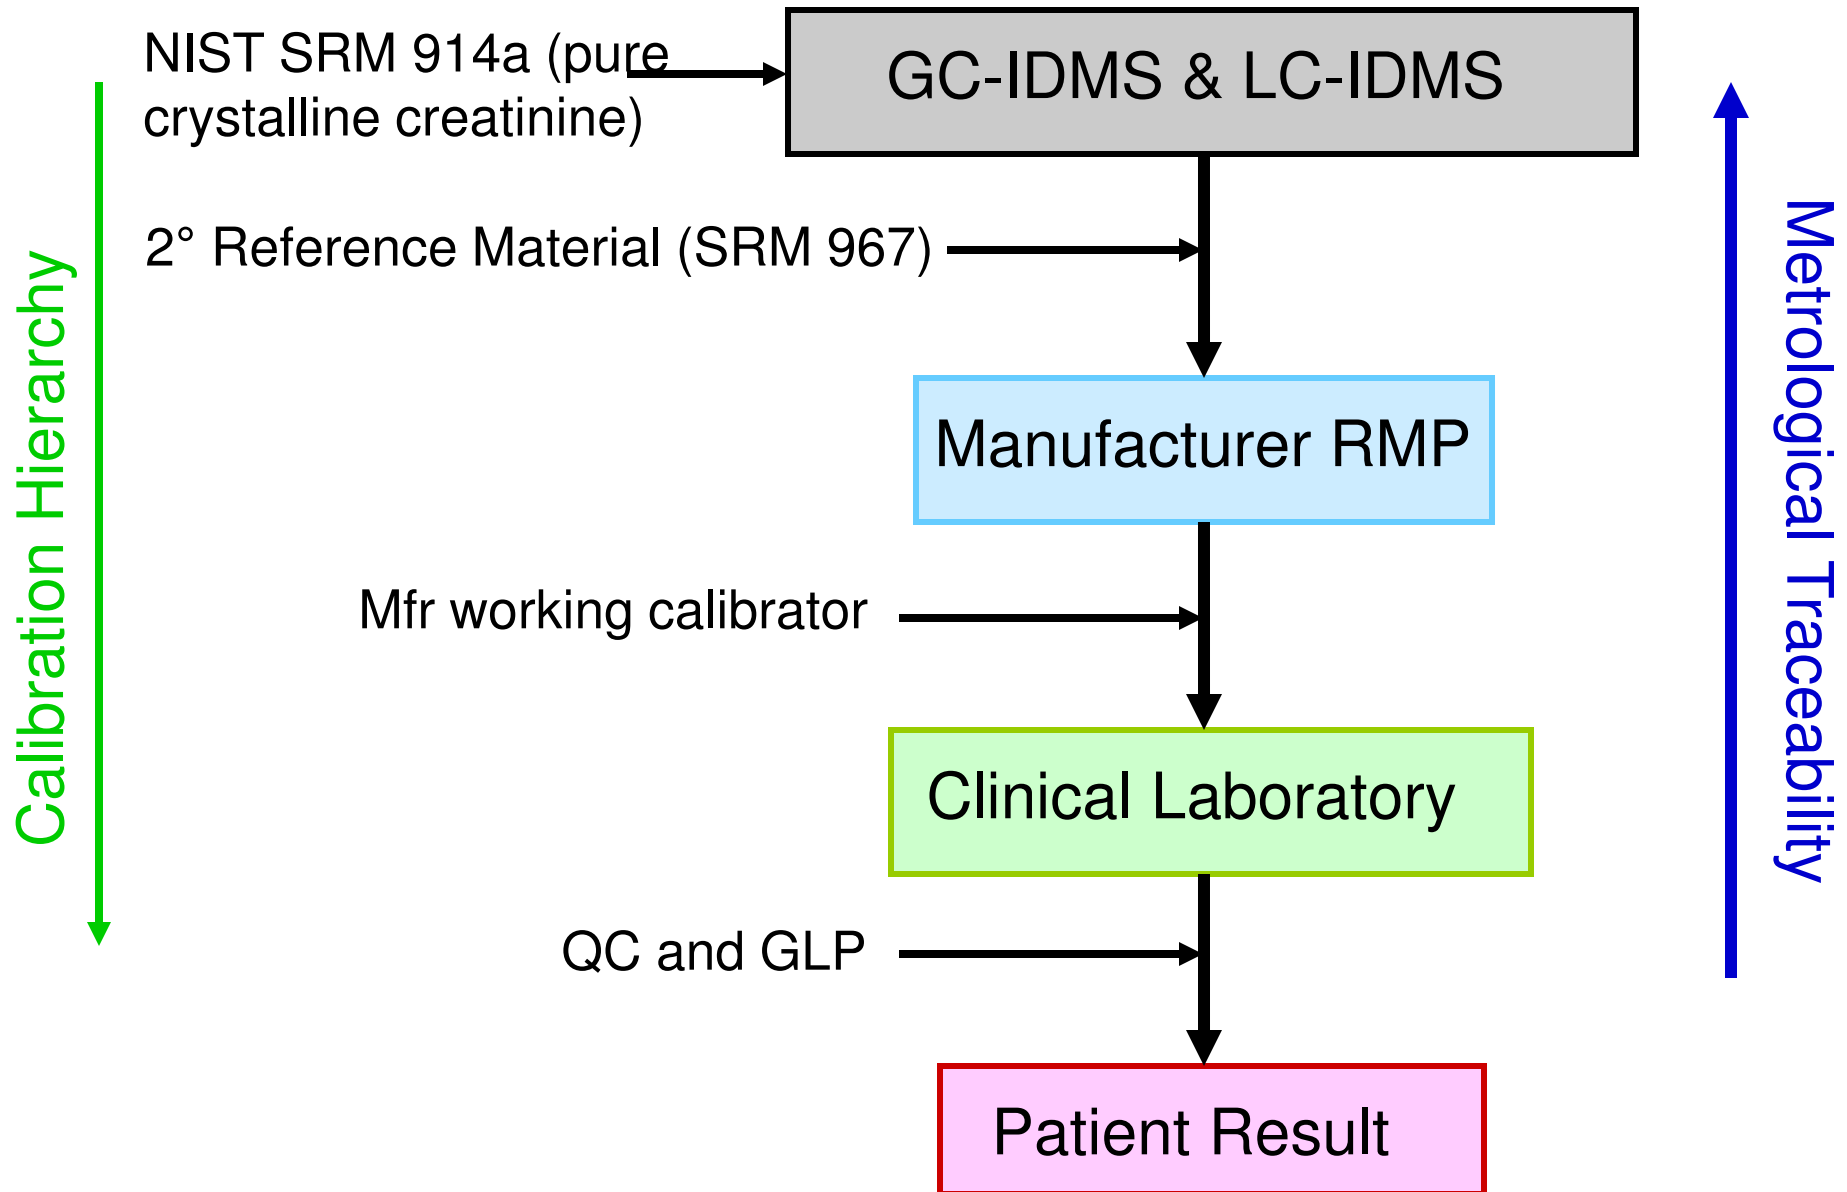 NIST SRM 914a (pure
crystalline creatinine)
GC-IDMS & LC-IDMS
2° Reference Material (SRM 967)
Calibration Hierarchy
Metrological Traceability
Manufacturer RMP
Mfr working calibrator
Clinical Laboratory
QC and GLP
Patient Result